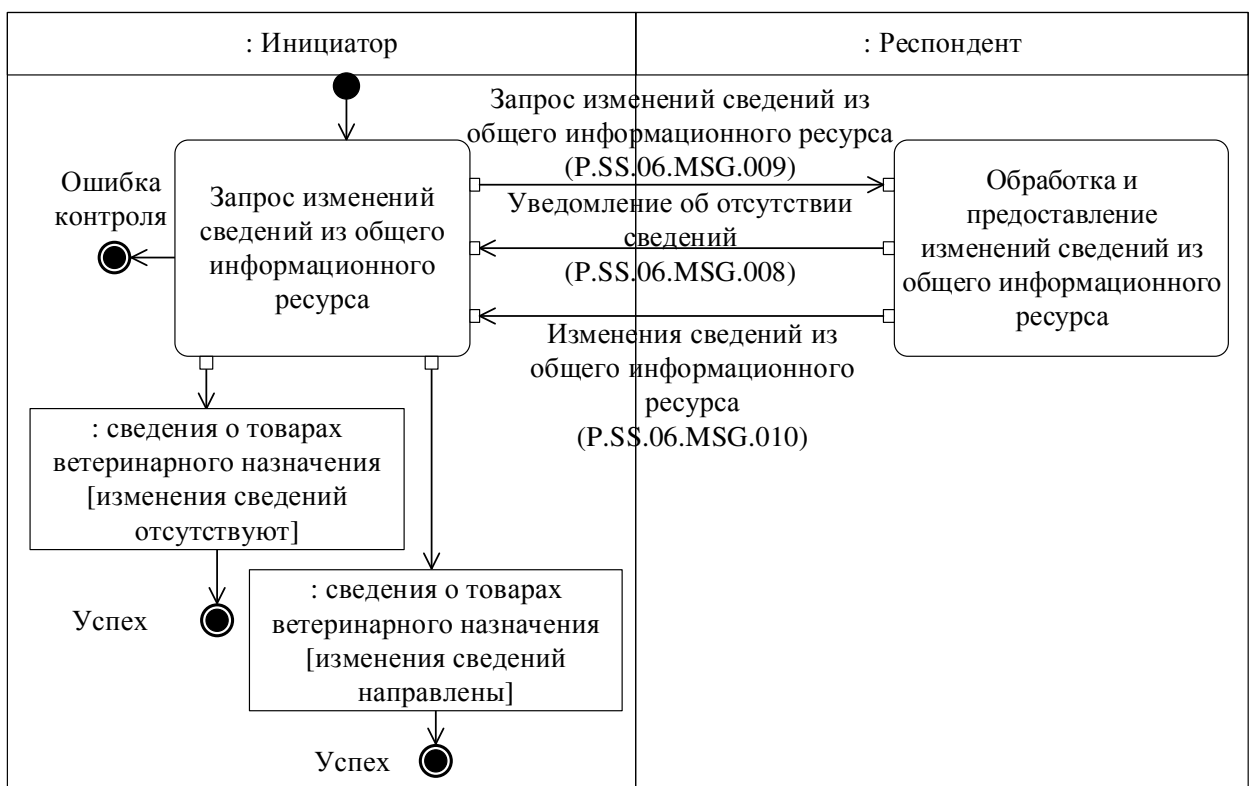 : Инициатор
: Респондент
Запрос изменений сведений из
общего информационного ресурса
(P.SS.06.MSG.009)
Ошибка
контроля
Запрос изменений
сведений из общего
информационного
ресурса
Уведомление об отсутствии
сведений
(P.SS.06.MSG.008)
Обработка и
предоставление
изменений сведений из
общего информационного
ресурса
Изменения сведений из
общего информационного
ресурса
(P.SS.06.MSG.010)
: сведения о товарах
ветеринарного назначения
[изменения сведений
отсутствуют]
Успех
: сведения о товарах
ветеринарного назначения
[изменения сведений
направлены]
Успех